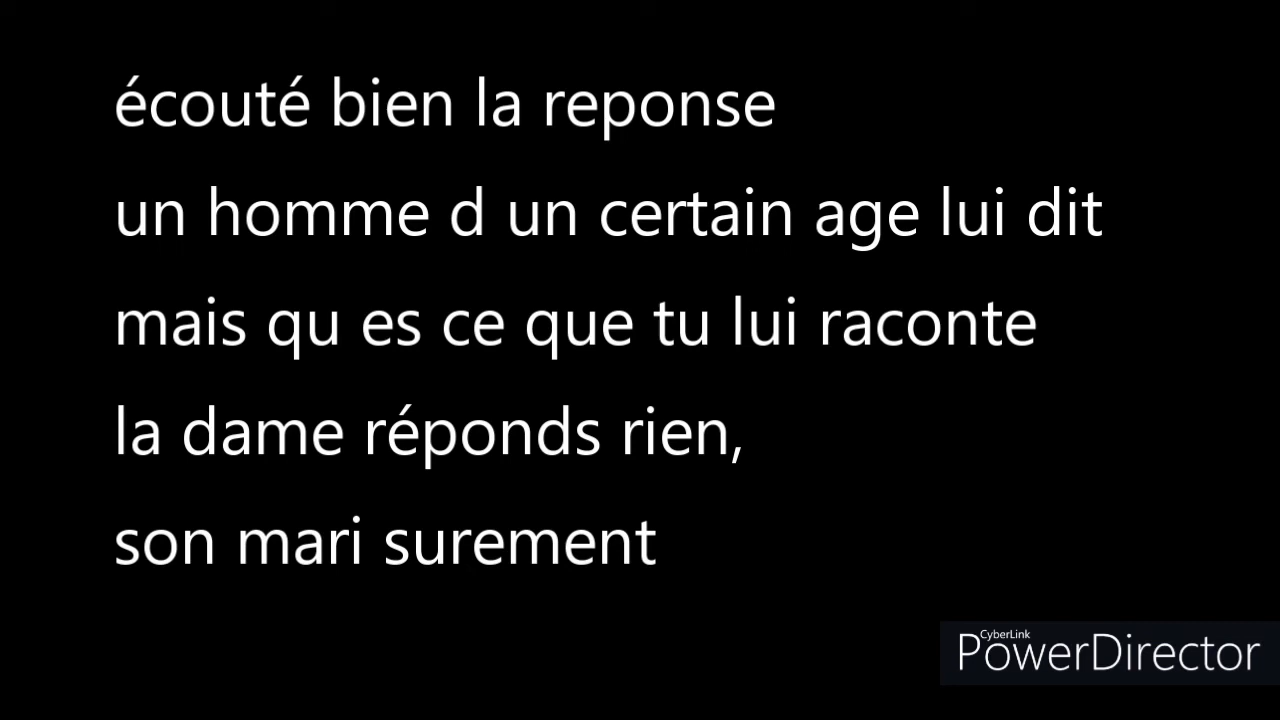 écouté bien la reponse
un homme d un certain age lui dit
mais qu es ce que tu lui raconte
la dame réponds rien,
son mari surement
CyberLink
PowerDirector